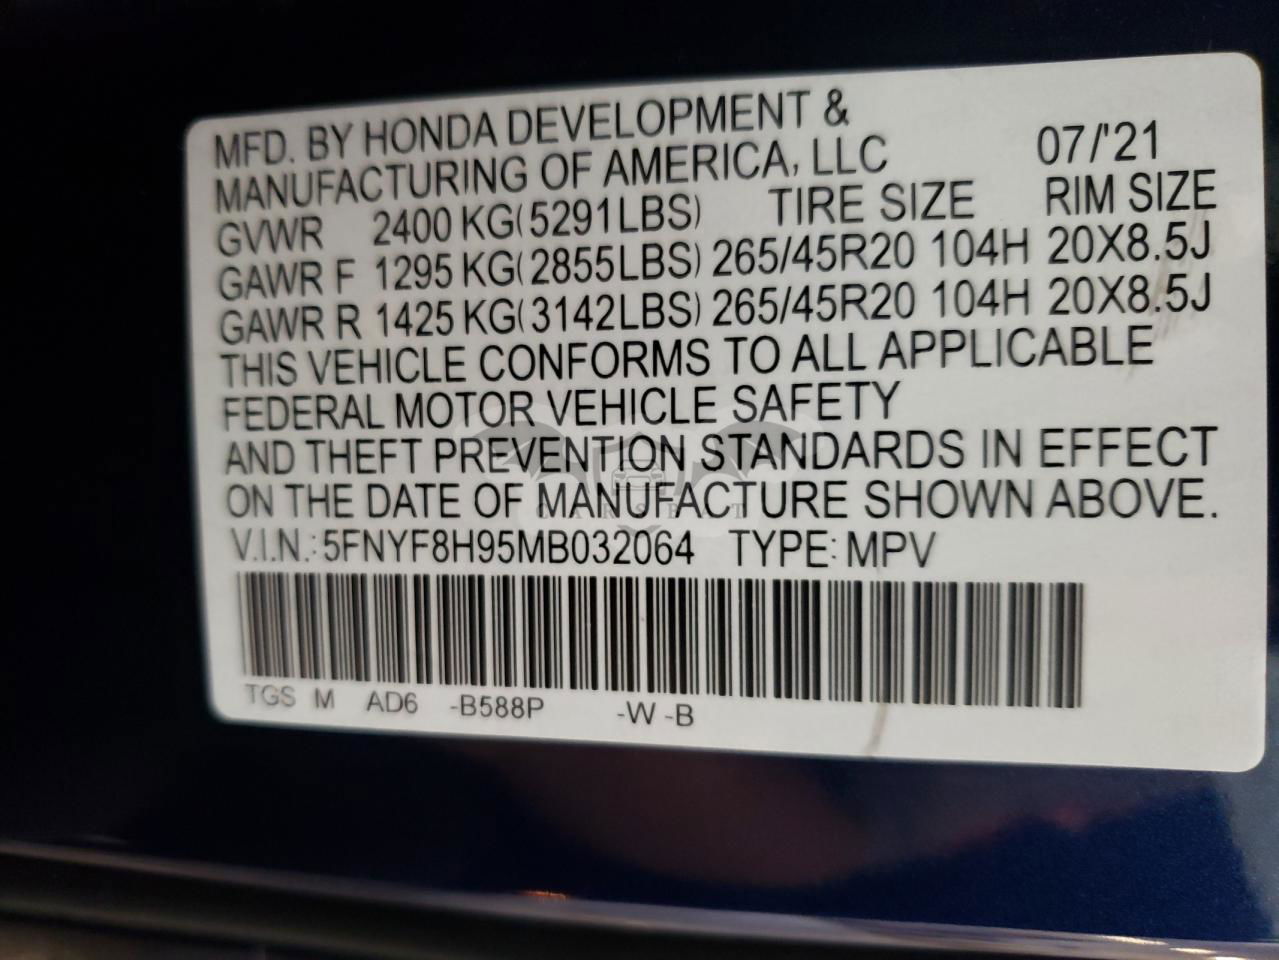 MFD. BY HONDA DEVELOPMENT &
MANUFACTURING OF AMERICA, LLC 07/'21
GVWR 2400 KG(5291LBS) TIRE SIZE RIM SIZE
GAWR F 1295 KG(2855LBS) 265/45R20 104H 20X8.5J
GAWR R 1425 KG(3142LBS) 265/45R20 104H 20X8.5J
THIS VEHICLE CONFORMS TO ALL APPLICABLE
FEDERAL MOTOR VEHICLE SAFETY
AND THEFT PREVENTION STANDARDS IN EFFECT
ON THE DATE OF MANUFACTURE SHOWN ABOVE.
CARSBAT
V.I.N.: 5FNYF8H95MB032064 TYPE: MPV
TGS M AD6 -B588P -W -B